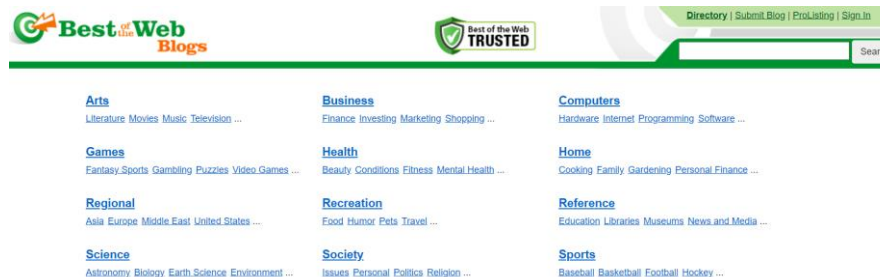 Best of the Web
Blogs
Best of the Web
TRUSTED
Directory | Submit Blog | ProListing | Sign In
Sear
Arts
Literature Movies Music Television ...
Business
Finance Investing Marketing Shopping ...
Computers
Hardware Internet Programming Software ...
Games
Fantasy Sports Gambling Puzzles Video Games ...
Health
Beauty Conditions Fitness Mental Health ...
Home
Cooking Family Gardening Personal Finance ...
Regional
Asia Europe Middle East United States ...
Recreation
Food Humor Pets Travel ...
Reference
Education Libraries Museums News and Media ...
Science
Astronomy Biology Earth Science Environment ...
Society
Issues Personal Politics Religion ...
Sports
Baseball Basketball Football Hockey ...